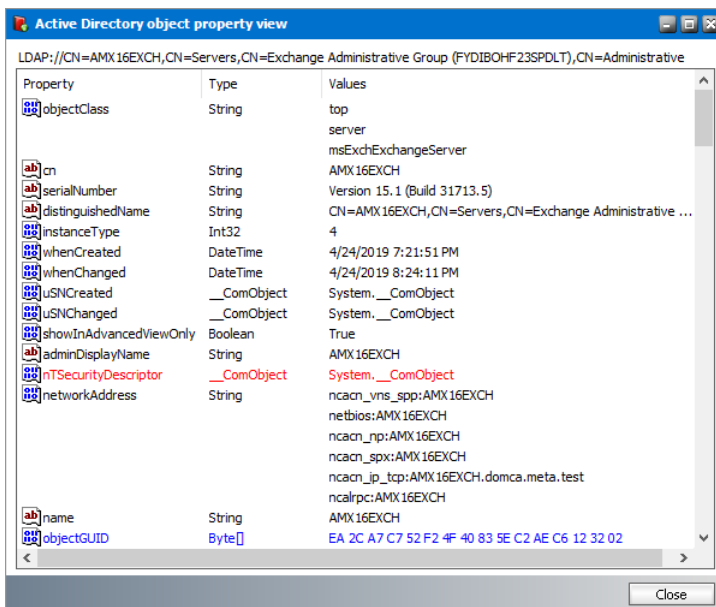 Active Directory object property view
LDAP://CN=AMX16EXCH,CN=Servers,CN=Exchange Administrative Group (FYDIBOHF23SPDLT),CN=Administrative
Property Type Values
objectClass String top
server
msExchExchangeServer
cn String AMX16EXCH
serialNumber String Version 15.1 (Build 31713.5)
distinguishedName String CN=AMX16EXCH,CN=Servers,CN=Exchange Administrative ...
instanceType Int32 4
whenCreated DateTime 4/24/2019 7:21:51 PM
whenChanged DateTime 4/24/2019 8:24:11 PM
uSNCreated __ComObject System.__ComObject
uSNChanged __ComObject System.__ComObject
showInAdvancedViewOnly Boolean True
adminDisplayName String AMX16EXCH
nTSecurityDescriptor __ComObject System.__ComObject
networkAddress String ncacn_vns_spp:AMX16EXCH
netbios:AMX16EXCH
ncacn_np:AMX16EXCH
ncacn_spx:AMX16EXCH
ncacn_ip_tcp:AMX16EXCH.domca.meta.test
ncalrpc:AMX16EXCH
name String AMX16EXCH
objectGUID Byte[] EA 2C A7 C7 52 F2 4F 40 83 5E C2 AE C6 12 32 02
Close